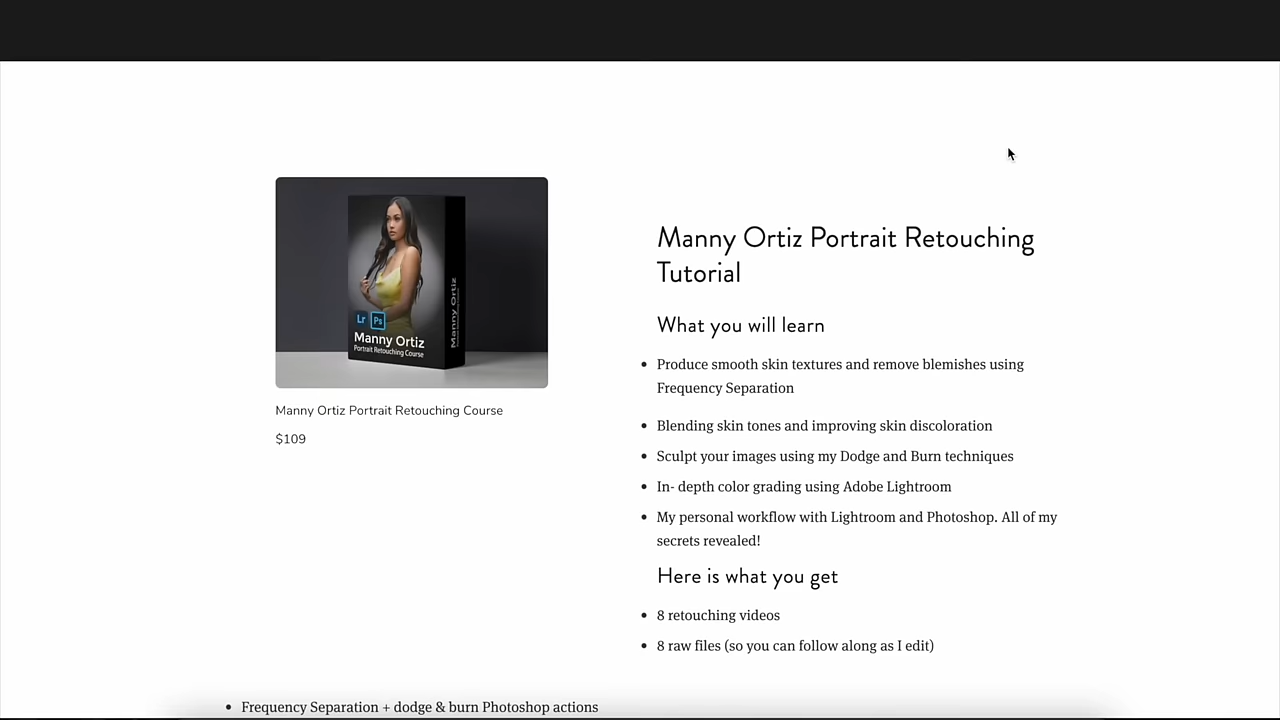 Manny Ortiz
Lr Ps
Manny Ortiz
Portrait Retouching Course
Manny Ortiz Portrait Retouching Course
$109
Manny Ortiz Portrait Retouching
Tutorial
What you will learn
Produce smooth skin textures and remove blemishes using
Frequency Separation
Blending skin tones and improving skin discoloration
Sculpt your images using my Dodge and Burn techniques
In- depth color grading using Adobe Lightroom
My personal workflow with Lightroom and Photoshop. All of my
secrets revealed!
Here is what you get
8 retouching videos
8 raw files (so you can follow along as I edit)
Frequency Separation + dodge & burn Photoshop actions